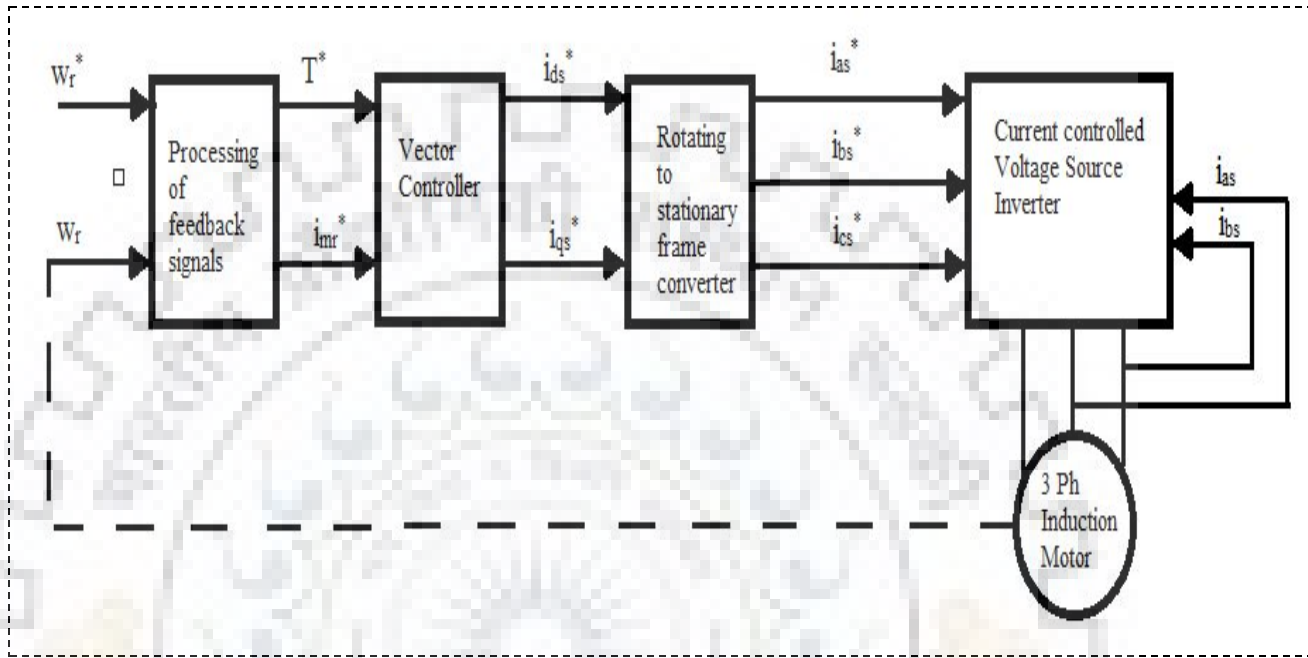 wr*
T*
ids*
ias*
Processing
of
feedback
signals
Vector
Controller
Rotating
to
stationary
frame
converter
Current controlled
Voltage Source
Inverter
ibs*
ias
ibs
wr
imr*
iqs*
ics*
3 Ph
Induction
Motor